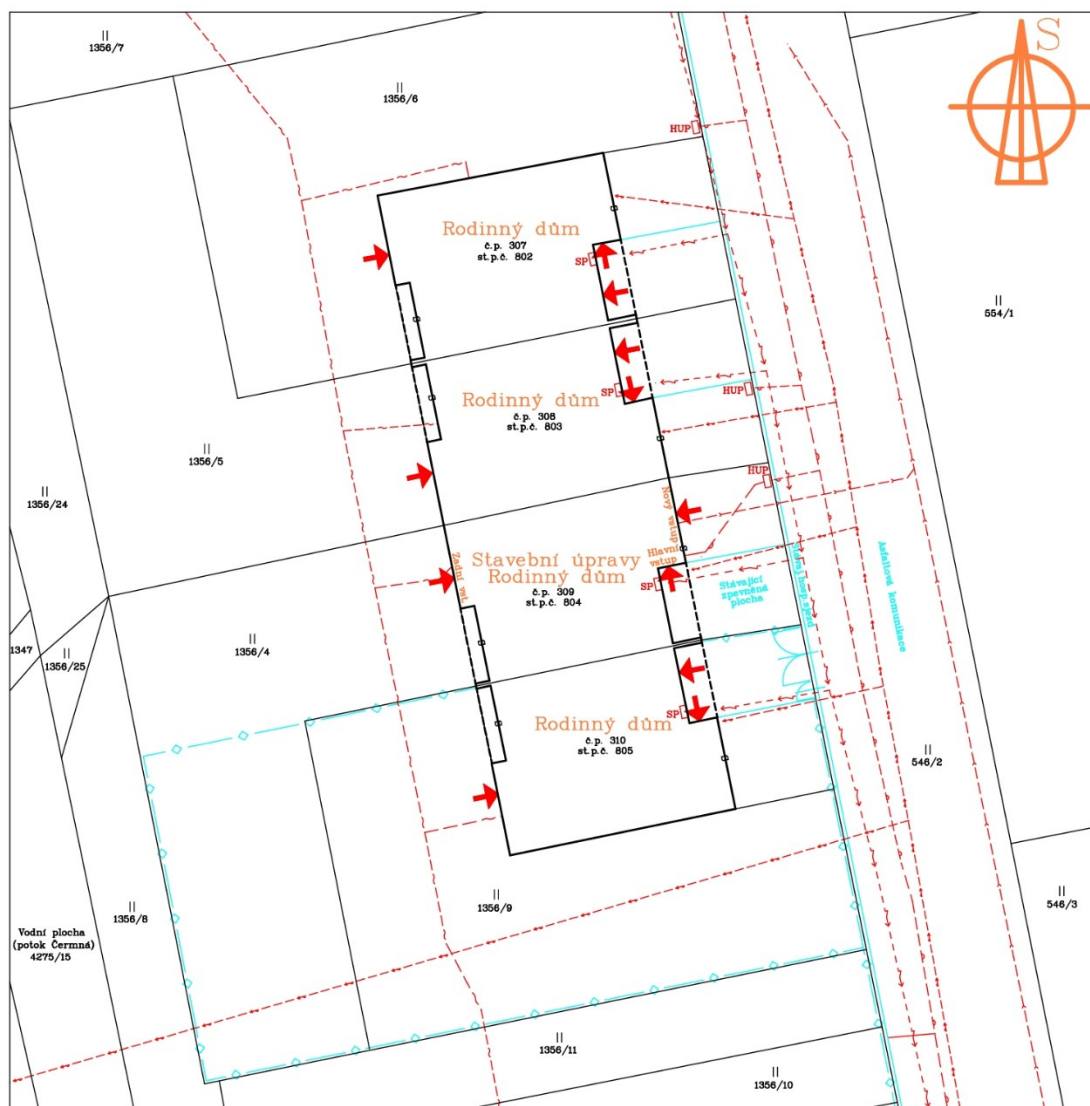 II
1356/7
S
II
1356/6
HUP
Rodinný dům
č.p. 307
st.p.č. 802
SP
II
554/1
Rodinný dům
č.p. 308
st.p.č. 803
SP
HUP
II
1356/5
II
1356/24
HUP
Nový vstup
Hlavní
vstup
Zadní vst.
Stavební úpravy
Rodinný dům
č.p. 309
st.p.č. 804
SP
Stávající
zpevněná
plocha
Stávaj. hosp. sjezd
Asfaltová komunikace
1347
II
1356/25
II
1356/4
Rodinný dům
č.p. 310
st.p.č. 805
SP
II
546/2
II
1356/8
II
1356/9
II
546/3
Vodní plocha
(potok Čermná)
4275/15
II
1356/11
II
1356/10